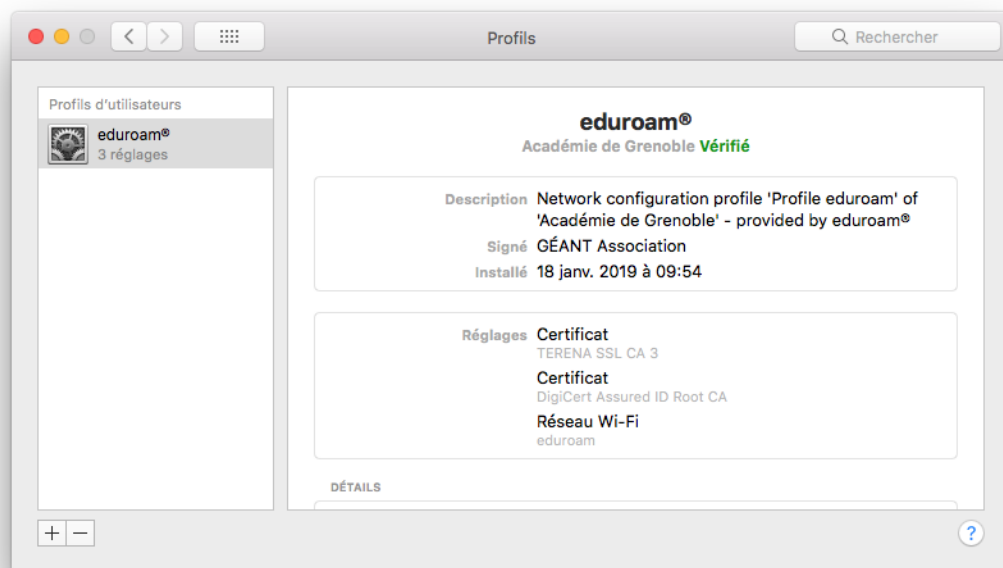 Profils
Rechercher
Profils d'utilisateurs
eduroam®
3 réglages
eduroam®
Académie de Grenoble Vérifié
Description Network configuration profile 'Profile eduroam' of
'Académie de Grenoble' - provided by eduroam®
Signé GÉANT Association
Installé 18 janv. 2019 à 09:54
Réglages Certificat
TERENA SSL CA 3
Certificat
DigiCert Assured ID Root CA
Réseau Wi-Fi
eduroam
DÉTAILS
+ − ?